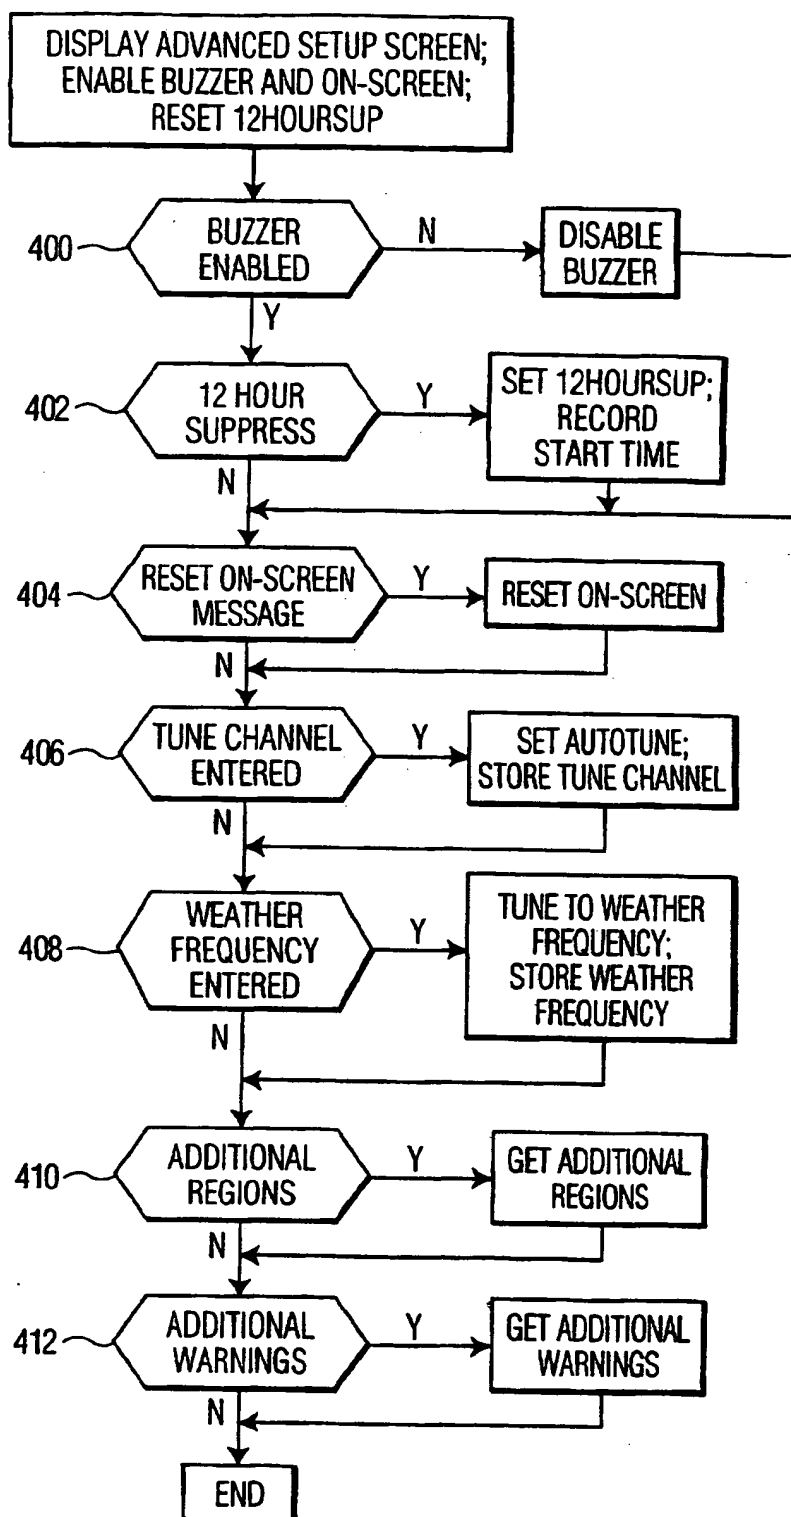 DISPLAY ADVANCED SETUP SCREEN;
ENABLE BUZZER AND ON-SCREEN;
RESET 12HOURSUP
400
BUZZER
ENABLED
N
DISABLE
BUZZER
Y
402
12 HOUR
SUPPRESS
Y
SET 12HOURSUP;
RECORD
START TIME
N
404
RESET ON-SCREEN
MESSAGE
Y
RESET ON-SCREEN
N
406
TUNE CHANNEL
ENTERED
Y
SET AUTOTUNE;
STORE TUNE CHANNEL
N
408
WEATHER
FREQUENCY
ENTERED
Y
TUNE TO WEATHER
FREQUENCY;
STORE WEATHER
FREQUENCY
N
410
ADDITIONAL
REGIONS
Y
GET ADDITIONAL
REGIONS
N
412
ADDITIONAL
WARNINGS
Y
GET ADDITIONAL
WARNINGS
N
END